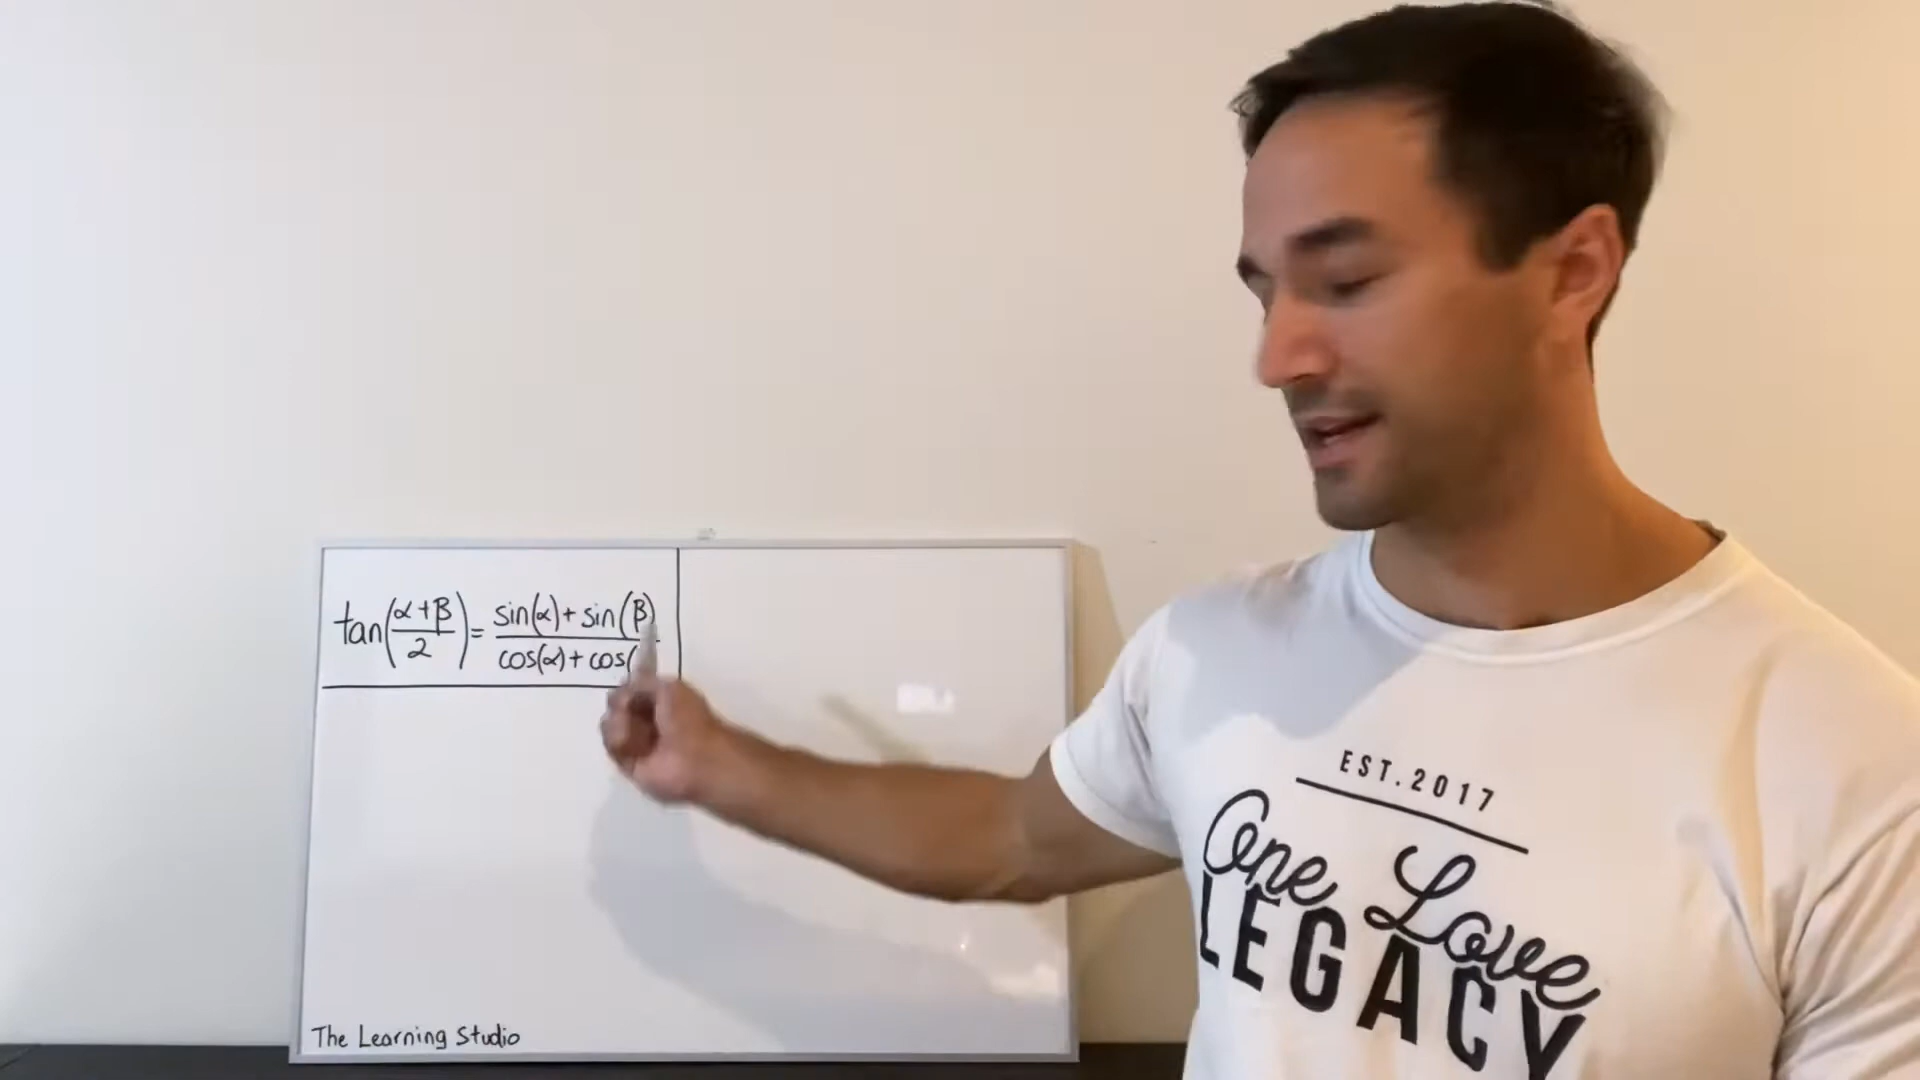 tan((α+β)/2) = (sin(α)+sin(β))/(cos(α)+cos(
The Learning Studio
EST.2017
One Love
LEGACY